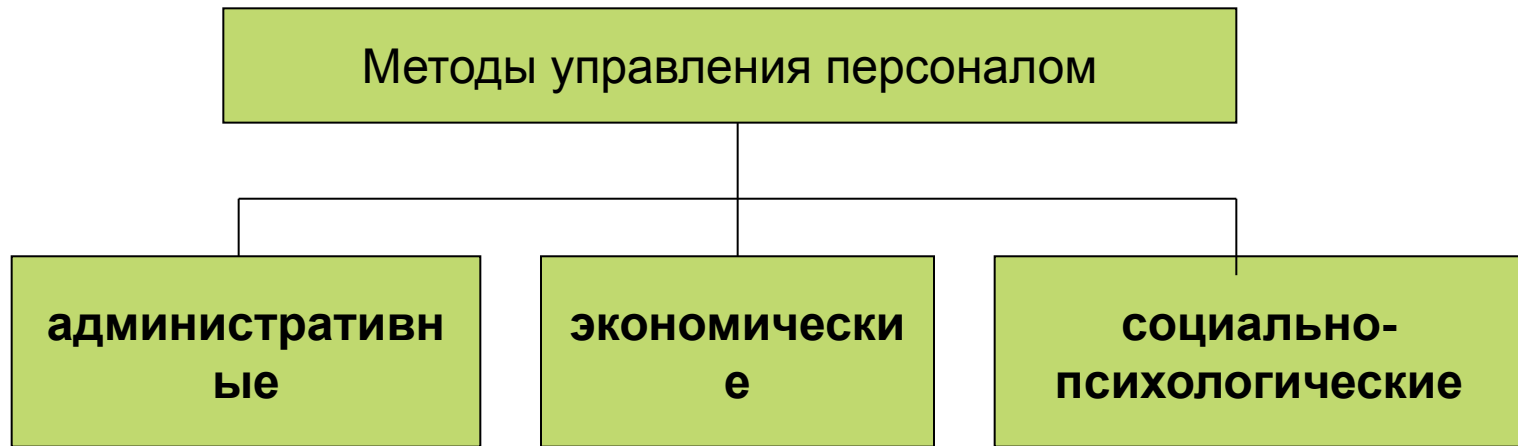 Методы управления персоналом
административн
ые
экономически
е
социально-
психологические